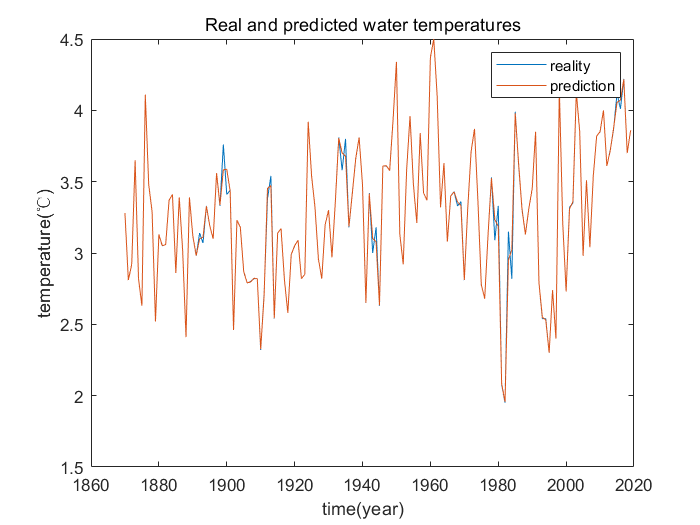 Real and predicted water temperatures
4.5
4
3.5
3
2.5
2
1.5
temperature(℃)
reality
prediction
1860 1880 1900 1920 1940 1960 1980 2000 2020
time(year)